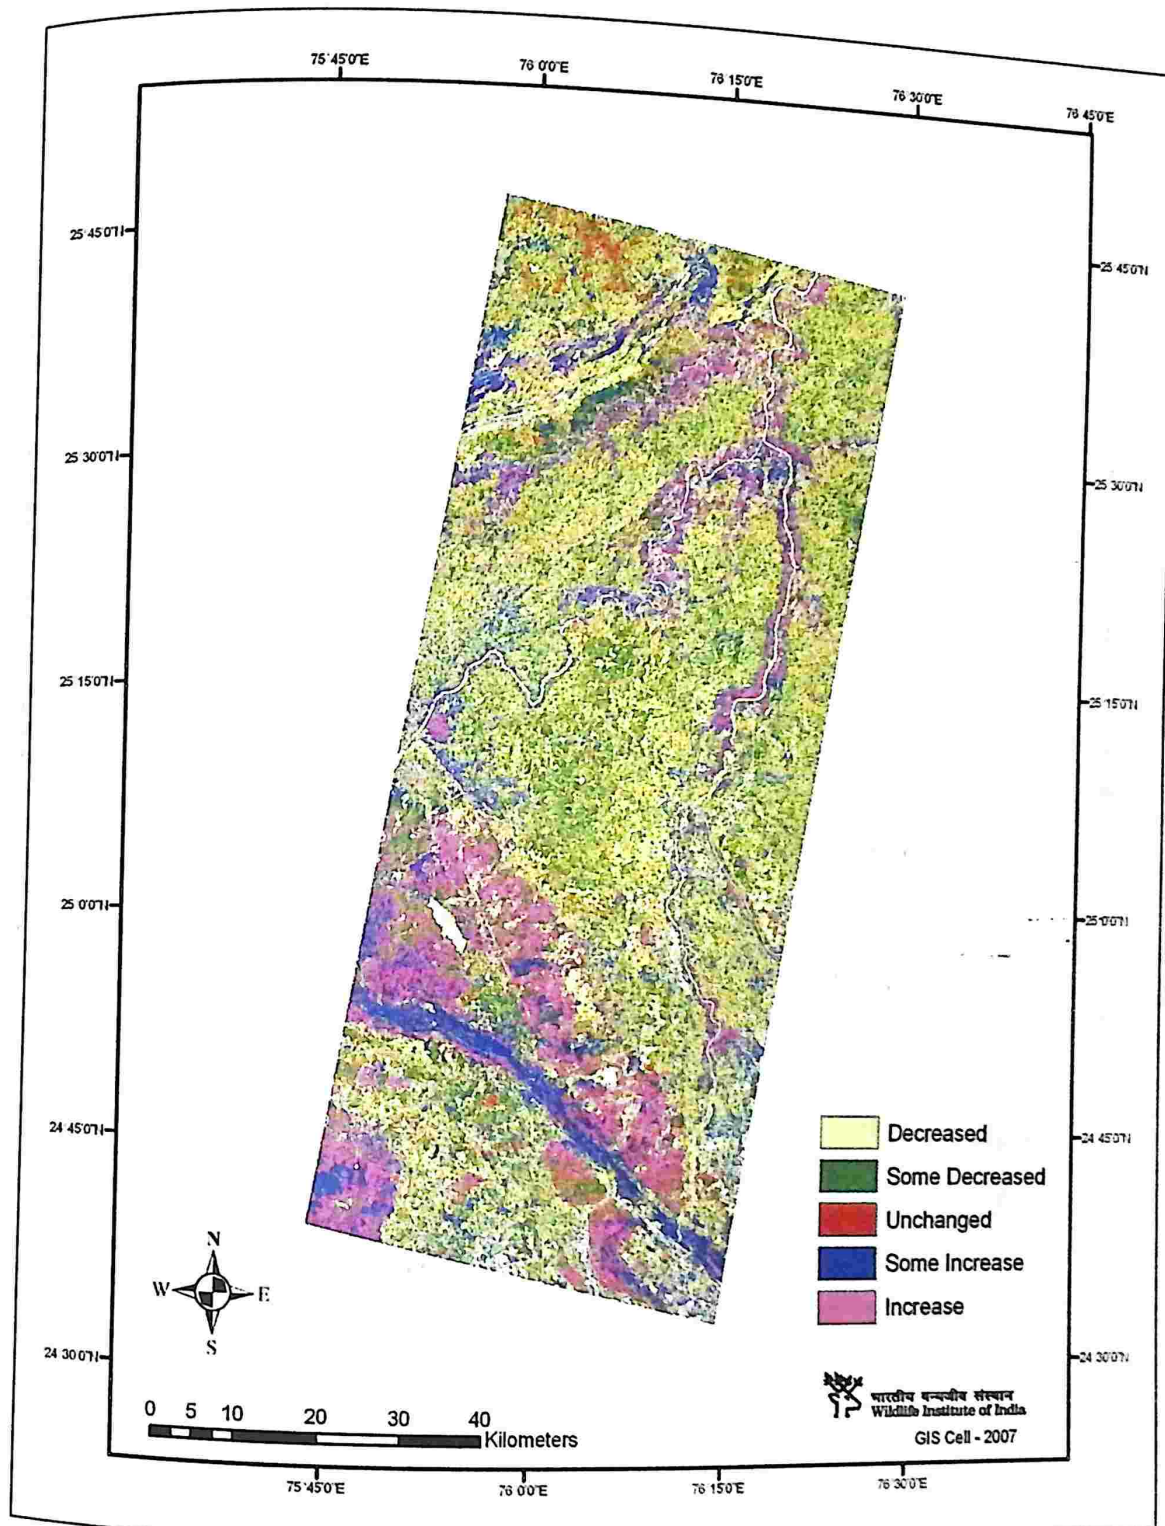 75°45'0"E 76°0'0"E 76°15'0"E 76°30'0"E 76°45'0"E
25°45'0"N 25°45'0"N
25°30'0"N 25°30'0"N
25°15'0"N 25°15'0"N
25°0'0"N 25°0'0"N
24°45'0"N 24°45'0"N
Decreased
Some Decreased
Unchanged
Some Increase
Increase
N
W E
S
24°30'0"N 24°30'0"N
भारतीय वन्यजीव संस्थान
Wildlife Institute of India
GIS Cell - 2007
0 5 10 20 30 40
Kilometers
75°45'0"E 76°0'0"E 76°15'0"E 76°30'0"E